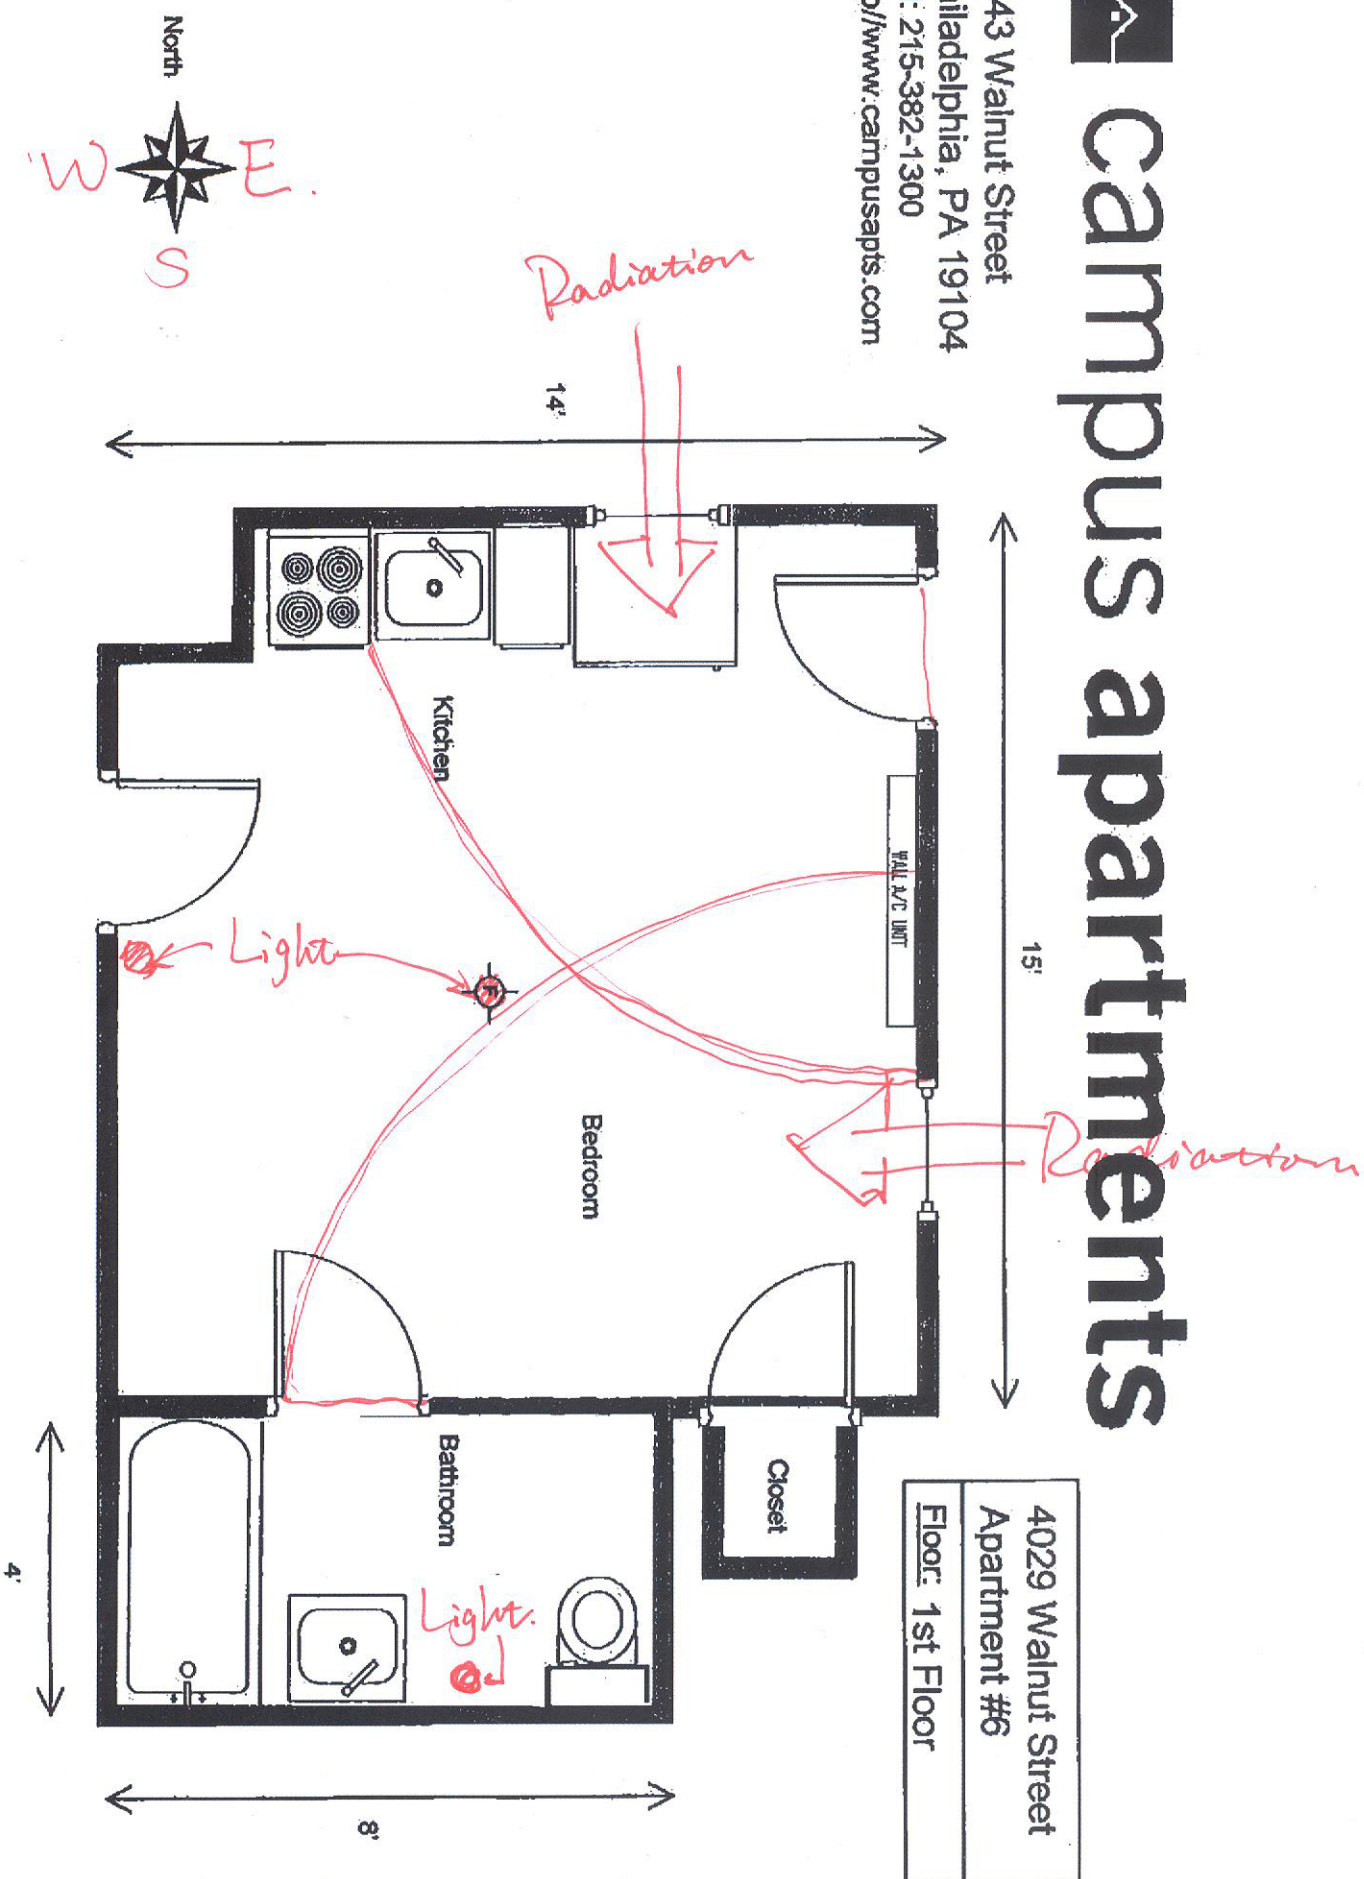 campus apartments
43 Walnut Street
iladelphia, PA 19104
: 215-382-1300
p//www.campusapts.com
4029 Walnut Street
Apartment #6
Floor: 1st Floor
North
W
E.
S
Radiation
14'
15'
Kitchen
WALL A/C UNIT
Light
F
Bedroom
Radiation
Bathroom
Closet
Light.
4'
8'